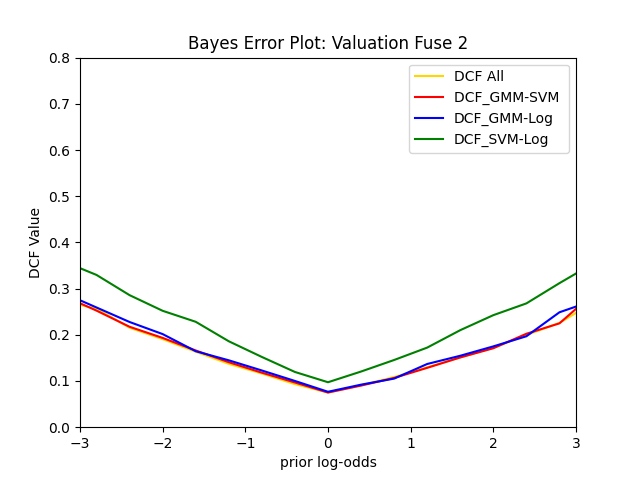 Bayes Error Plot: Valuation Fuse 2
DCF All
DCF_GMM-SVM
DCF_GMM-Log
DCF_SVM-Log
DCF Value
0.8
0.7
0.6
0.5
0.4
0.3
0.2
0.1
0.0
−3 −2 −1 0 1 2 3
prior log-odds